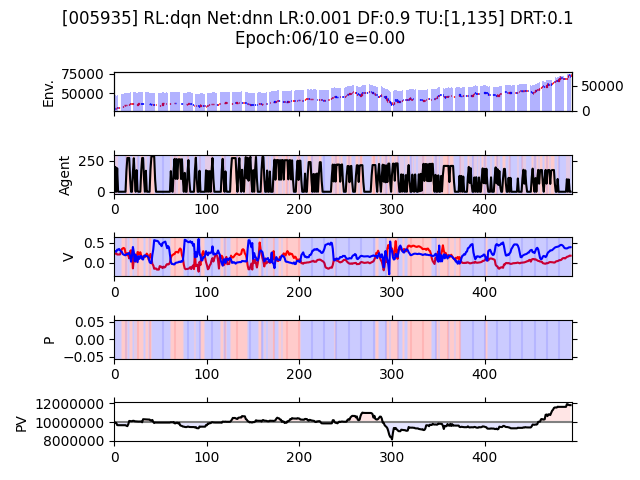 [005935] RL:dqn Net:dnn LR:0.001 DF:0.9 TU:[1,135] DRT:0.1
Epoch:06/10 e=0.00
Env.
75000
50000
50000
0
Agent
250
0
0 100 200 300 400
V
0.5
0.0
0 100 200 300 400
P
0.05
0.00
−0.05
0 100 200 300 400
PV
12000000
10000000
8000000
0 100 200 300 400